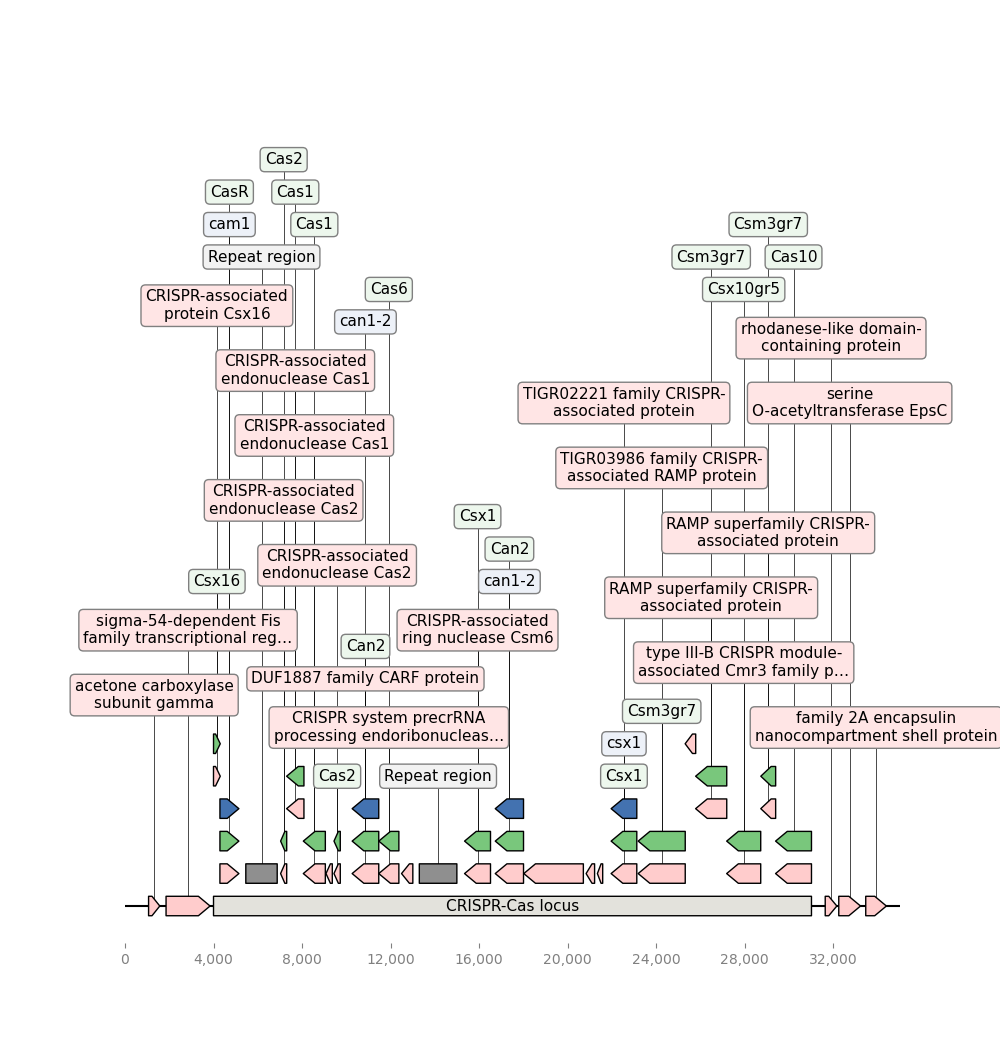 Cas2
CasR
Cas1
cam1
Cas1
Csm3gr7
Repeat region
Csm3gr7
Cas10
Cas6
Csx10gr5
CRISPR-associated
protein Csx16
can1-2
rhodanese-like domain-
containing protein
CRISPR-associated
endonuclease Cas1
TIGR02221 family CRISPR-
associated protein
serine
O-acetyltransferase EpsC
CRISPR-associated
endonuclease Cas1
TIGR03986 family CRISPR-
associated RAMP protein
CRISPR-associated
endonuclease Cas2
Csx1
RAMP superfamily CRISPR-
associated protein
Can2
CRISPR-associated
endonuclease Cas2
Csx16
can1-2
RAMP superfamily CRISPR-
associated protein
sigma-54-dependent Fis
family transcriptional reg...
CRISPR-associated
ring nuclease Csm6
Can2
type III-B CRISPR module-
associated Cmr3 family p...
DUF1887 family CARF protein
acetone carboxylase
subunit gamma
Csm3gr7
CRISPR system precrRNA
processing endoribonucleas...
family 2A encapsulin
nanocompartment shell protein
csx1
Cas2
Repeat region
Csx1
CRISPR-Cas locus
0
4,000
8,000
12,000
16,000
20,000
24,000
28,000
32,000